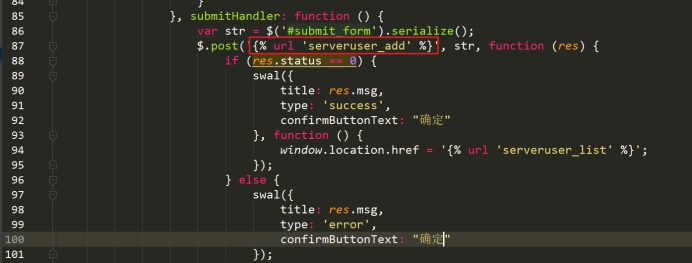 84 }
85 }, submitHandler: function () {
86 var str = $('#submit_form').serialize();
87 $.post('{% url 'serveruser_add' %}', str, function (res) {
88 if (res.status == 0) {
89 swal({
90 title: res.msg,
91 type: 'success',
92 confirmButtonText: "确定"
93 }, function () {
94 window.location.href = '{% url 'serveruser_list' %}';
95 });
96 } else {
97 swal({
98 title: res.msg,
99 type: 'error',
100 confirmButtonText: "确定"
101 });